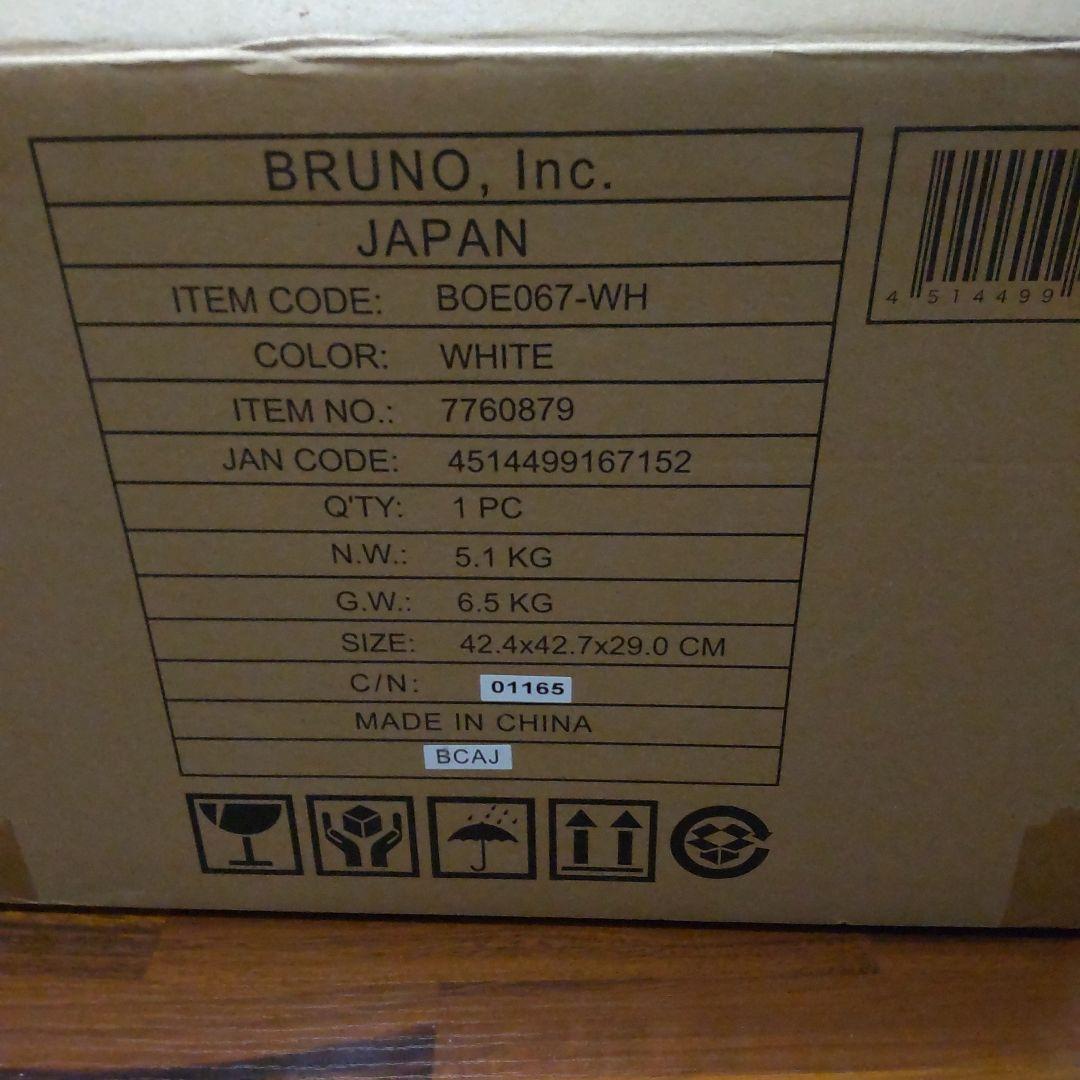 BRUNO, Inc.
JAPAN
ITEM CODE: BOE067-WH
COLOR: WHITE
ITEM NO.: 7760879
JAN CODE: 4514499167152
Q'TY: 1 PC
N.W.: 5.1 KG
G.W.: 6.5 KG
SIZE: 42.4x42.7x29.0 CM
C/N: 01165
MADE IN CHINA
BCAJ
4 514499